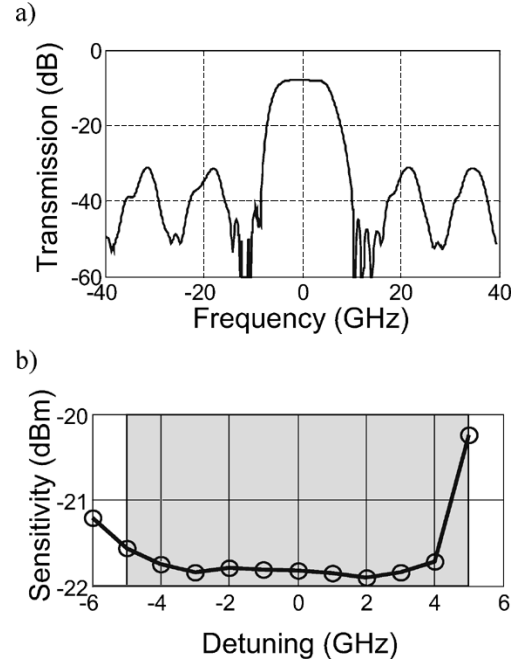 a)
Transmission (dB)
0
-20
-40
-60
-40 -20 0 20 40
Frequency (GHz)
b)
Sensitivity (dBm)
-20
-21
-22
-6 -4 -2 0 2 4 6
Detuning (GHz)